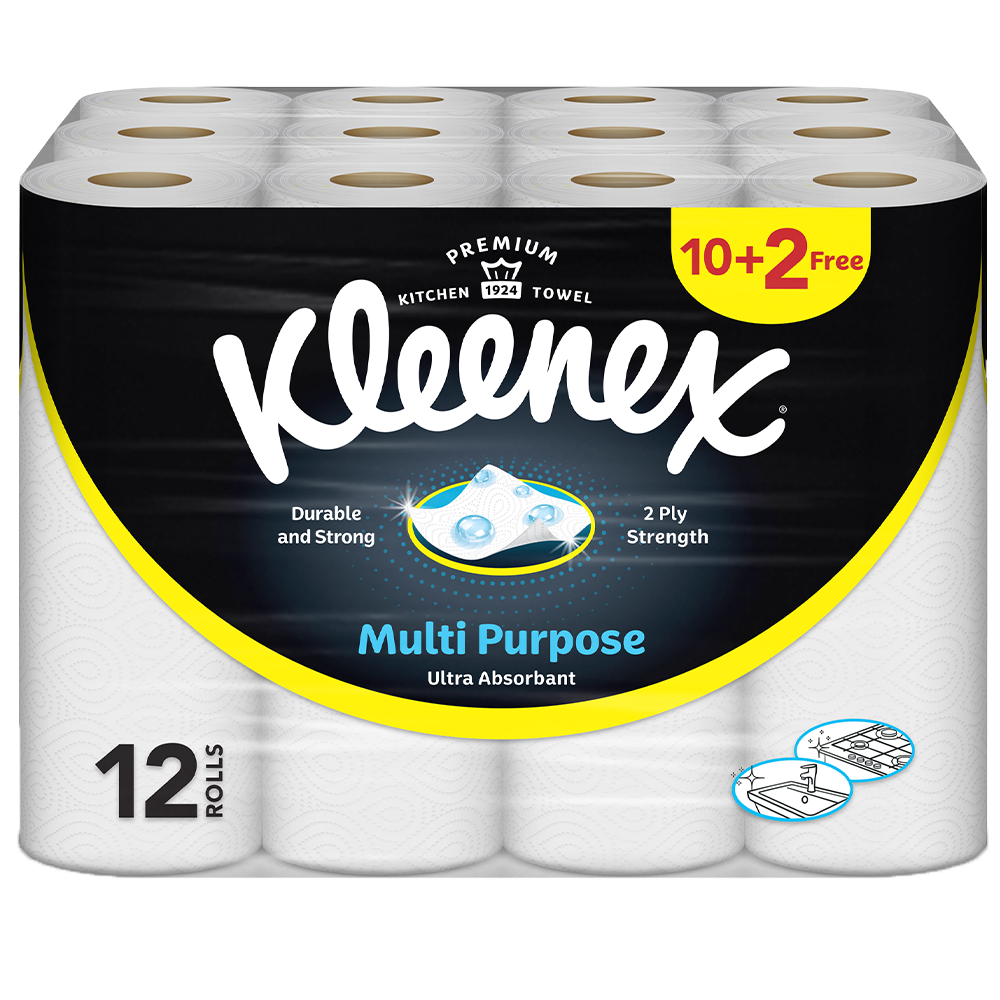 PREMIUM
KITCHEN 1924 TOWEL
Kleenex®
10+2 Free
Durable
and Strong
2 Ply
Strength
Multi Purpose
Ultra Absorbant
12 ROLLS